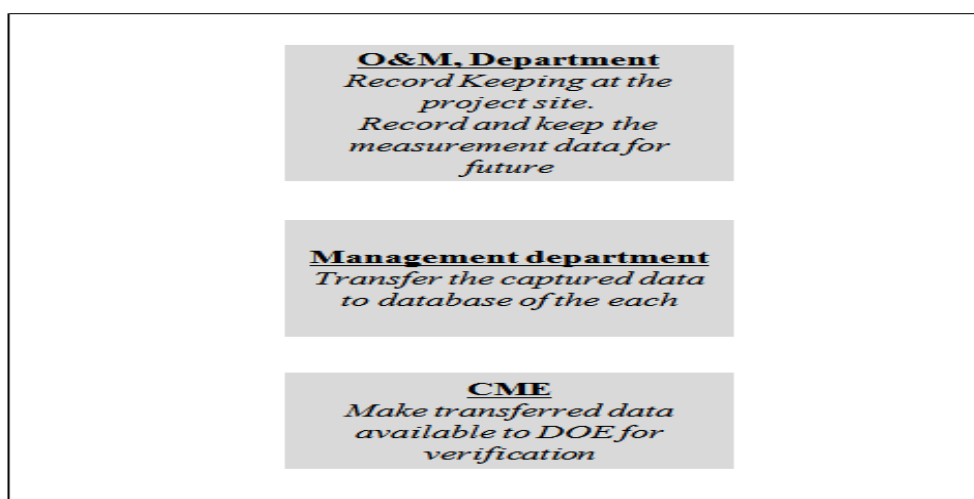 O&M, Department
Record Keeping at the
project site.
Record and keep the
measurement data for
future
Management department
Transfer the captured data
to database of the each
CME
Make transferred data
available to DOE for
verification